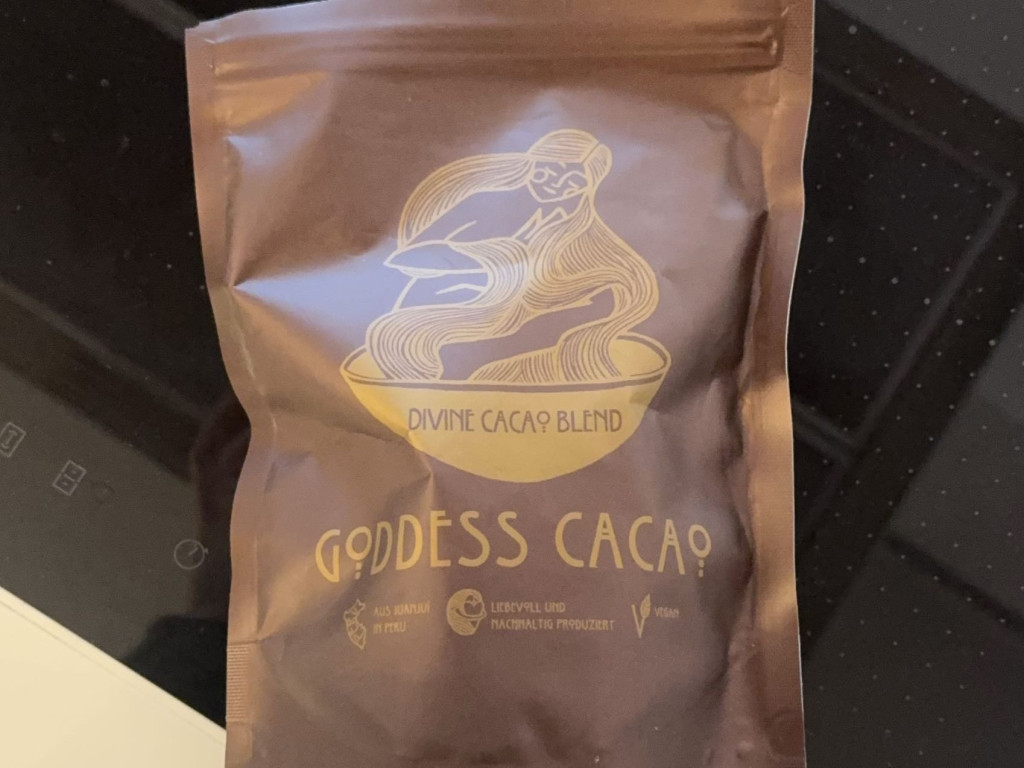 DIVINE CACAO BLEND
GODDESS CACAO
AUS JUANJUÍ
IN PERU
LIEBEVOLL UND
NACHHALTIG PRODUZIERT
VEGAN